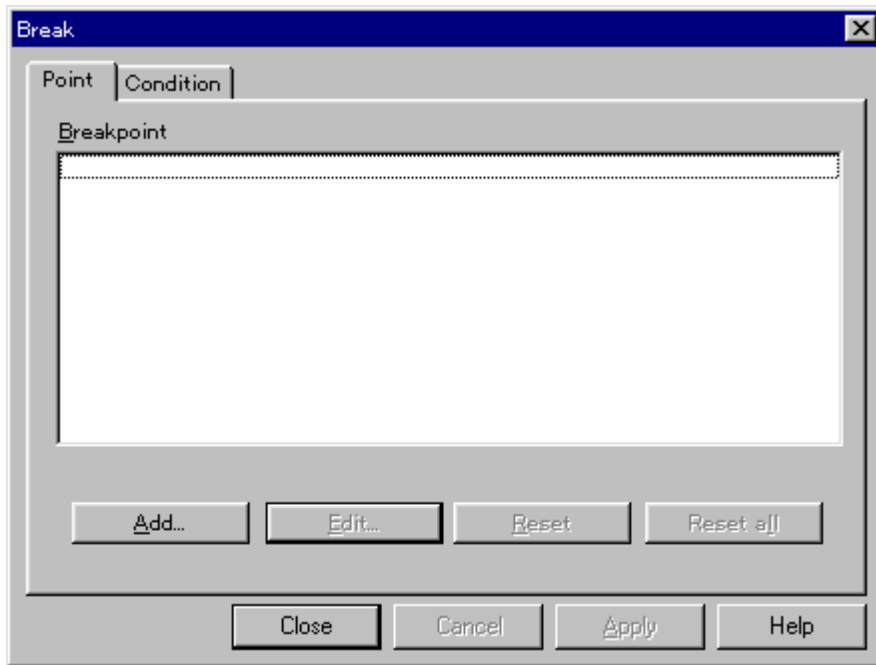 Break
Point Condition
Breakpoint
Add... Edit... Reset Reset all
Close Cancel Apply Help